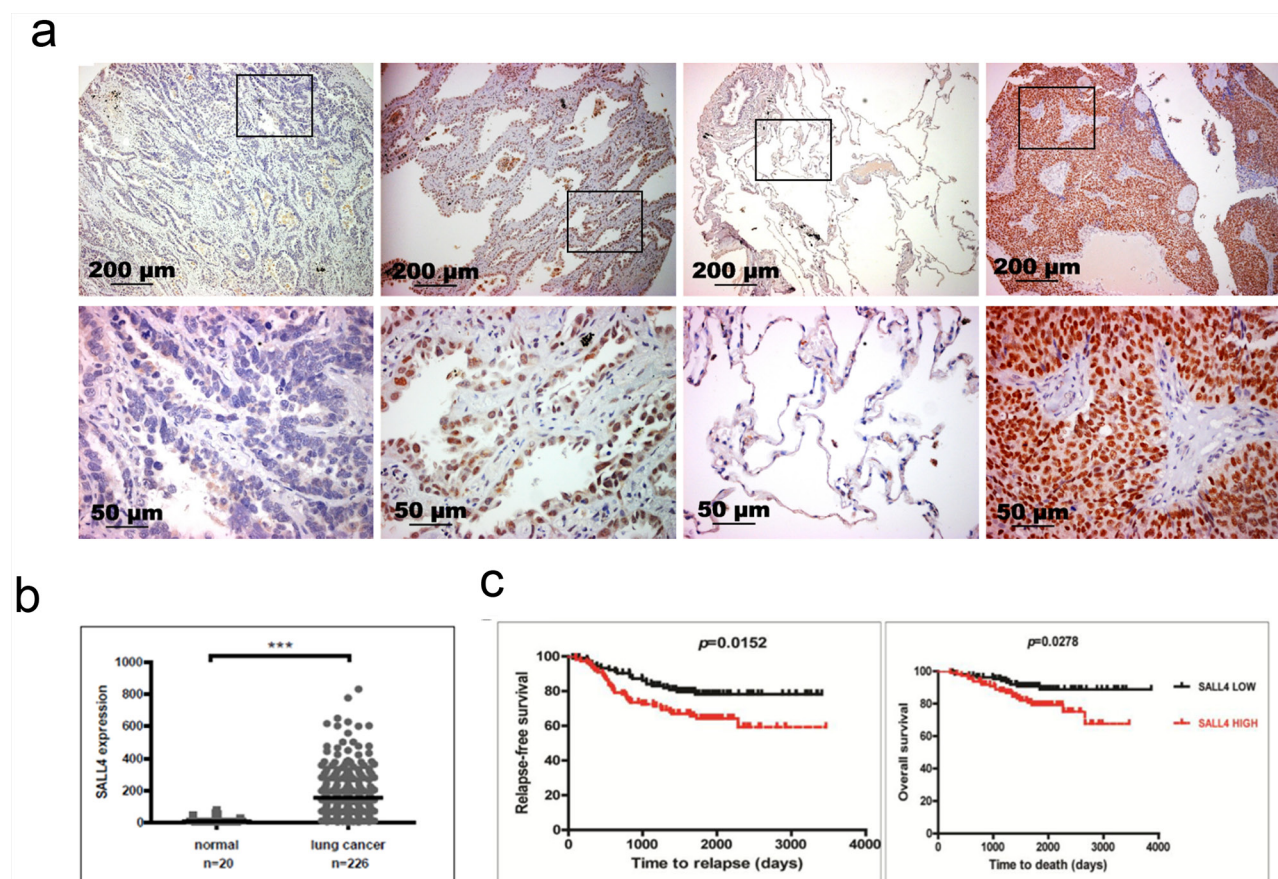 a
200 µm
200 µm
200 µm
200 µm
50 µm
50 µm
50 µm
50 µm
b
SALL4 expression
1000
800
600
400
200
0
***
normal
n=20
lung cancer
n=226
c
p=0.0152
Relapse-free survival
100
80
60
40
20
0
0 1000 2000 3000 4000
Time to relapse (days)
p=0.0278
Overall survival
100
80
60
40
20
0
0 1000 2000 3000 4000
Time to death (days)
SALL4 LOW
SALL4 HIGH